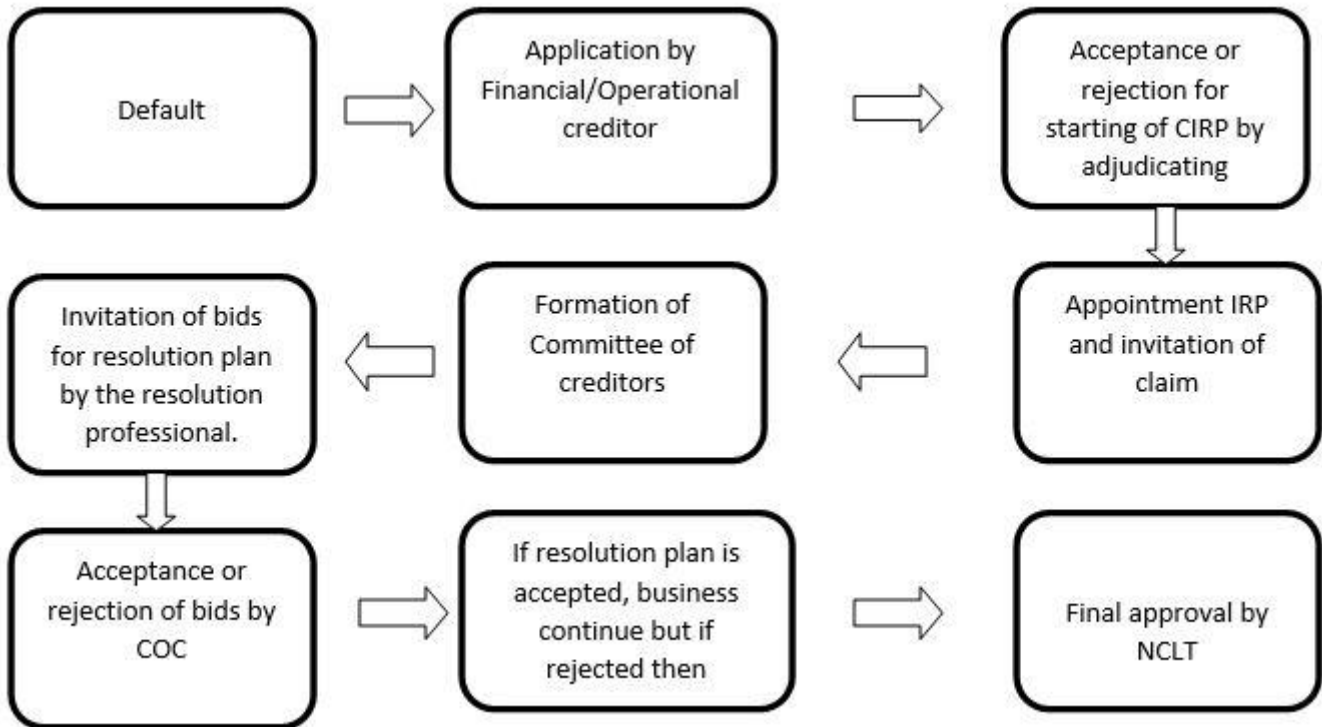 Default
Application by
Financial/Operational
creditor
Acceptance or
rejection for
starting of CIRP by
adjudicating
Appointment IRP
and invitation of
claim
Formation of
Committee of
creditors
Invitation of bids
for resolution plan
by the resolution
professional.
Acceptance or
rejection of bids by
COC
If resolution plan is
accepted, business
continue but if
rejected then
Final approval by
NCLT